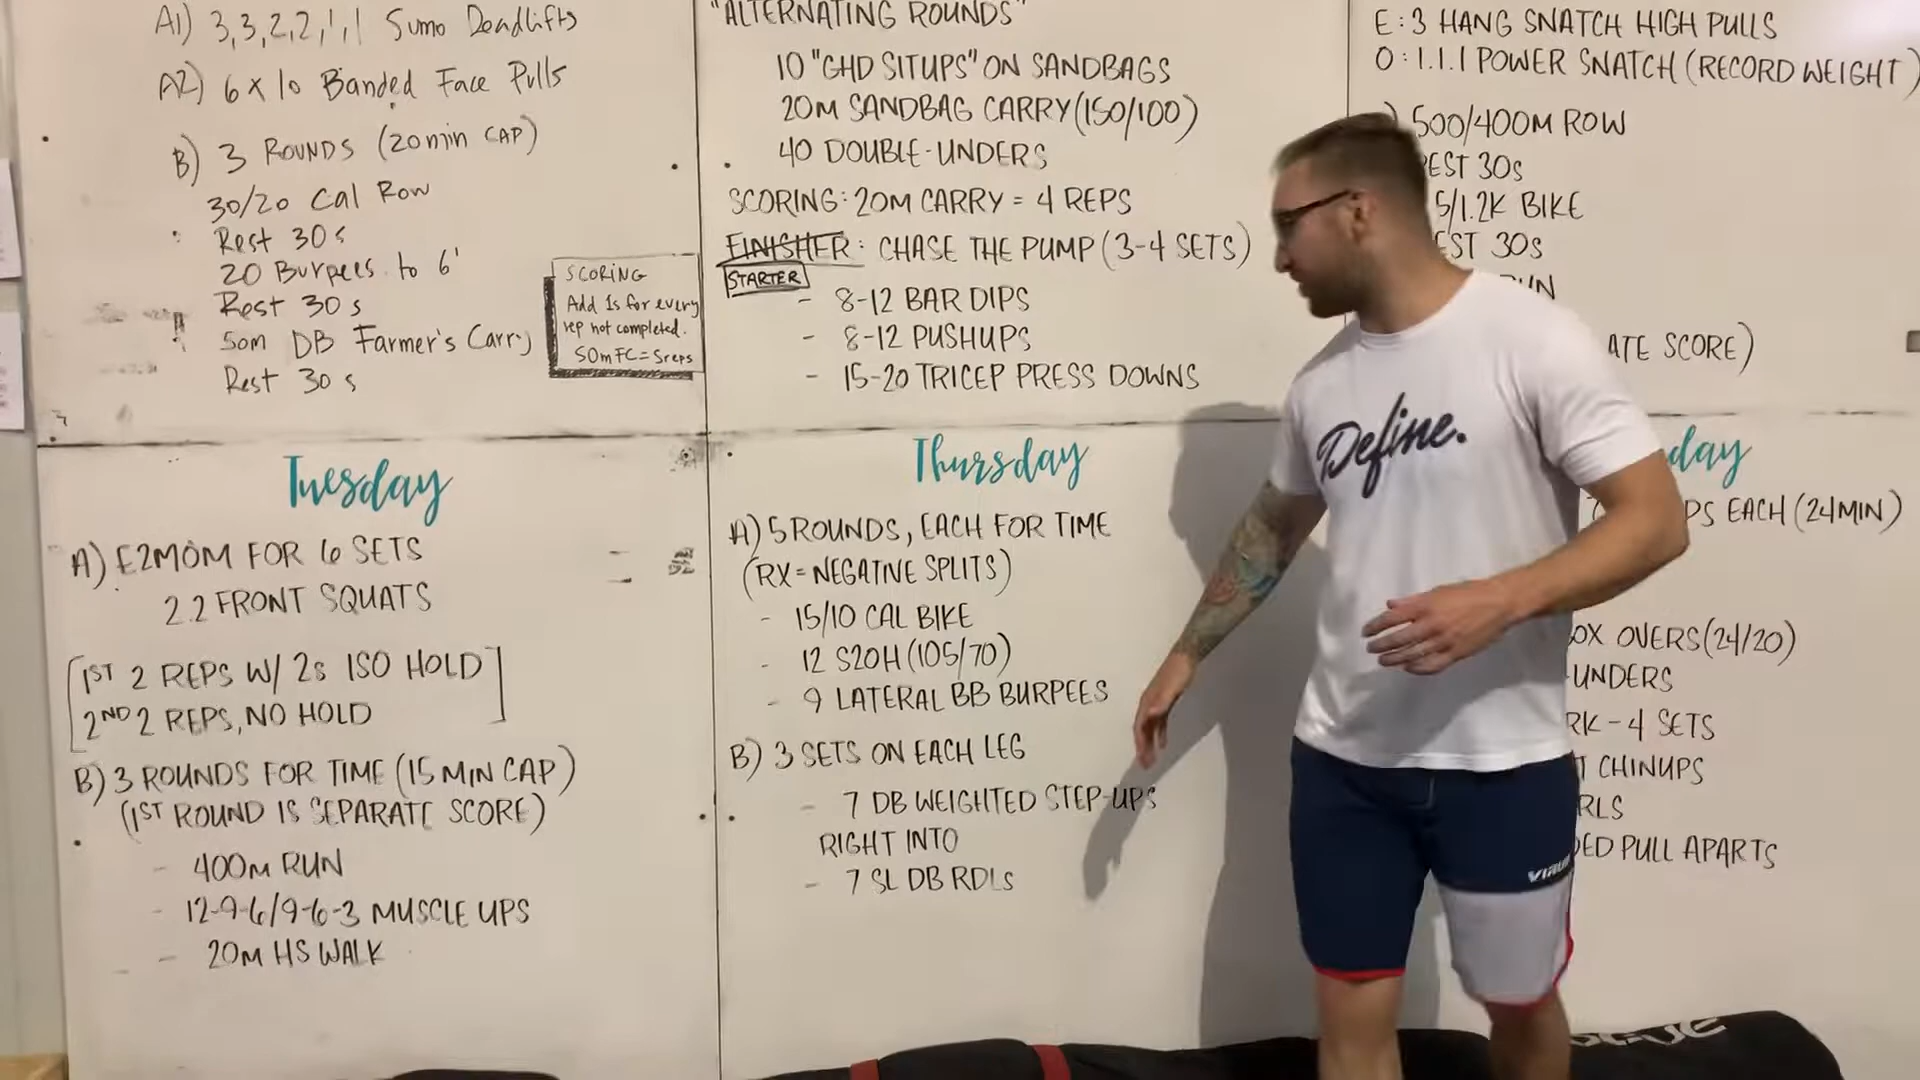 A1) 3,3,2,2,1,1 Sumo Deadlifts
A2) 6 x 10 Banded Face Pulls
B) 3 ROUNDS (20min CAP)
30/20 Cal Row
Rest 30s
20 Burpees to 6'
Rest 30s
50m DB Farmer's Carry
Rest 30s
SCORING
Add 1s for every
rep not completed.
50m FC = 5reps
"ALTERNATING ROUNDS"
10 "GHD SITUPS" ON SANDBAGS
20M SANDBAG CARRY (150/100)
40 DOUBLE-UNDERS
SCORING: 20M CARRY = 4 REPS
FINISHER: CHASE THE PUMP (3-4 SETS)
STARTER
- 8-12 BAR DIPS
- 8-12 PUSHUPS
- 15-20 TRICEP PRESS DOWNS
E: 3 HANG SNATCH HIGH PULLS
O: 1.1.1 POWER SNATCH (RECORD WEIGHT)
) 500/400M ROW
EST 30s
5/1.2K BIKE
EST 30s
UN
ATE SCORE)
Tuesday
A) E2MOM FOR 6 SETS
2.2 FRONT SQUATS
[1ST 2 REPS W/ 2s ISO HOLD
2ND 2 REPS, NO HOLD]
B) 3 ROUNDS FOR TIME (15 MIN CAP)
(1ST ROUND IS SEPARATE SCORE)
- 400M RUN
- 12-9-6/9-6-3 MUSCLE UPS
- 20M HS WALK
Thursday
A) 5 ROUNDS, EACH FOR TIME
(RX = NEGATIVE SPLITS)
- 15/10 CAL BIKE
- 12 S2OH (105/70)
- 9 LATERAL BB BURPEES
B) 3 SETS ON EACH LEG
- 7 DB WEIGHTED STEP-UPS
RIGHT INTO
- 7 SL DB RDLS
day
PS EACH (24MIN)
OX OVERS (24/20)
UNDERS
RK - 4 SETS
T CHINUPS
RLS
DED PULL APARTS
Define.